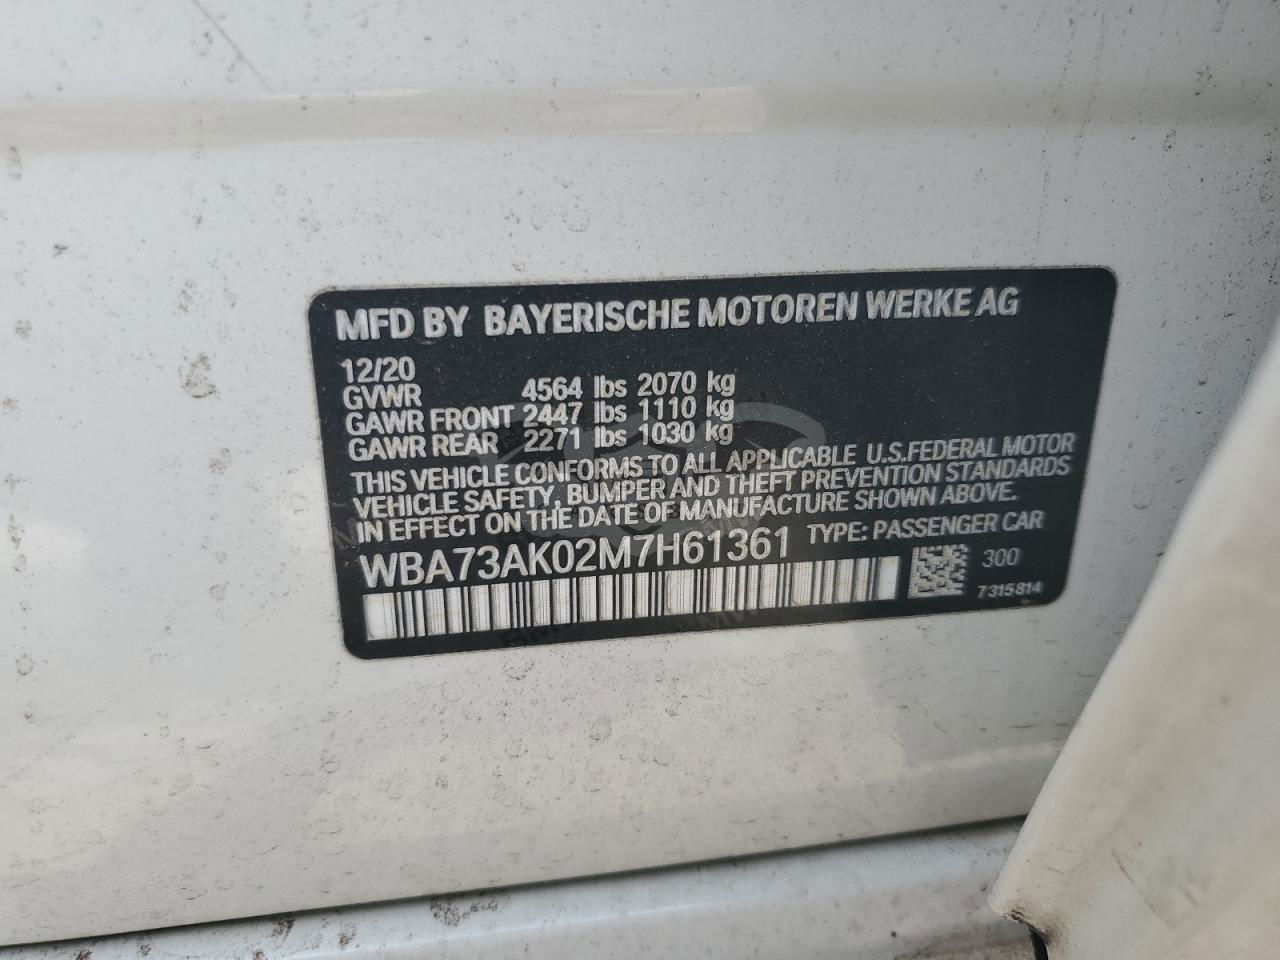 MFD BY BAYERISCHE MOTOREN WERKE AG
12/20
GVWR 4564 lbs 2070 kg
GAWR FRONT 2447 lbs 1110 kg
GAWR REAR 2271 lbs 1030 kg
THIS VEHICLE CONFORMS TO ALL APPLICABLE U.S.FEDERAL MOTOR
VEHICLE SAFETY, BUMPER AND THEFT PREVENTION STANDARDS
IN EFFECT ON THE DATE OF MANUFACTURE SHOWN ABOVE.
WBA73AK02M7H61361 TYPE: PASSENGER CAR
300
7315814